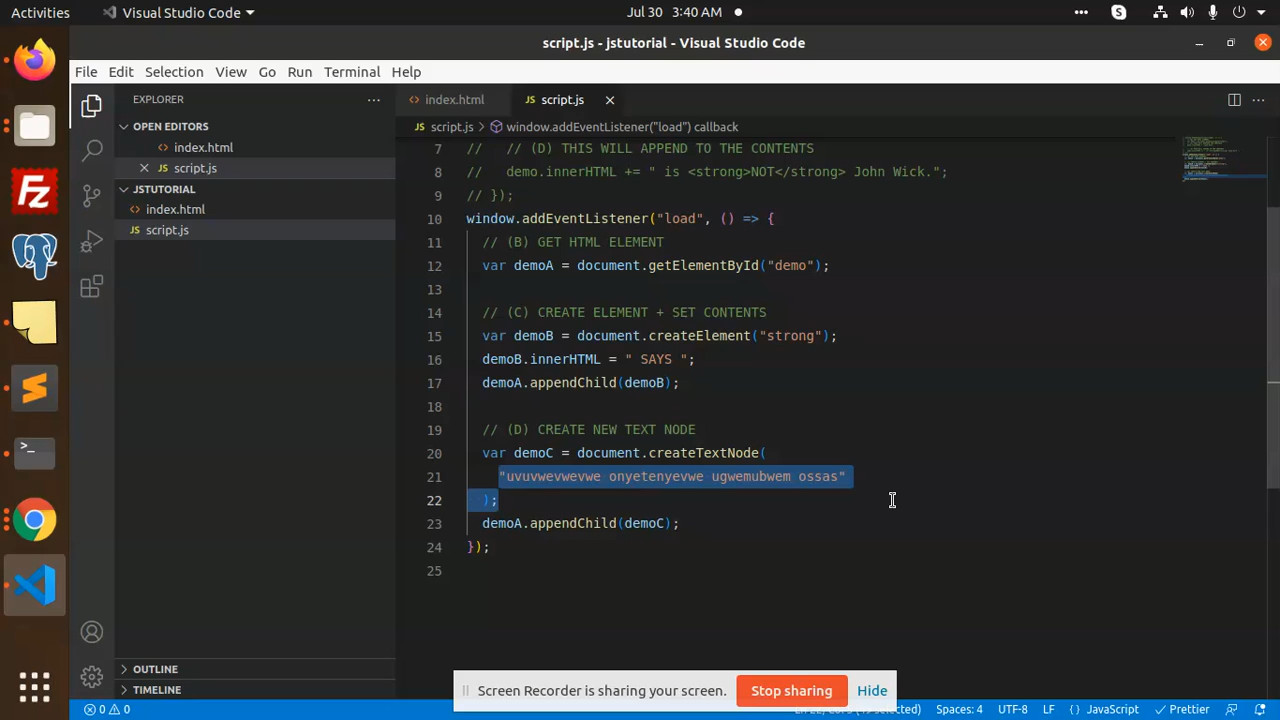 Activities
Visual Studio Code
Jul 30 3:40 AM
script.js - jstutorial - Visual Studio Code
File Edit Selection View Go Run Terminal Help
EXPLORER
OPEN EDITORS
index.html
script.js
JSTUTORIAL
index.html
script.js
OUTLINE
TIMELINE
index.html
JS script.js
JS script.js > window.addEventListener("load") callback
7 // // (D) THIS WILL APPEND TO THE CONTENTS
8 // demo.innerHTML += " is <strong>NOT</strong> John Wick.";
9 // });
10 window.addEventListener("load", () => {
11 // (B) GET HTML ELEMENT
12 var demoA = document.getElementById("demo");
13
14 // (C) CREATE ELEMENT + SET CONTENTS
15 var demoB = document.createElement("strong");
16 demoB.innerHTML = " SAYS ";
17 demoA.appendChild(demoB);
18
19 // (D) CREATE NEW TEXT NODE
20 var demoC = document.createTextNode(
21 "uvuvwevwevwe onyetenyevwe ugwemubwem ossas"
22 );
23 demoA.appendChild(demoC);
24 });
25
Screen Recorder is sharing your screen. Stop sharing Hide
0 0
Spaces: 4 UTF-8 LF {} JavaScript Prettier